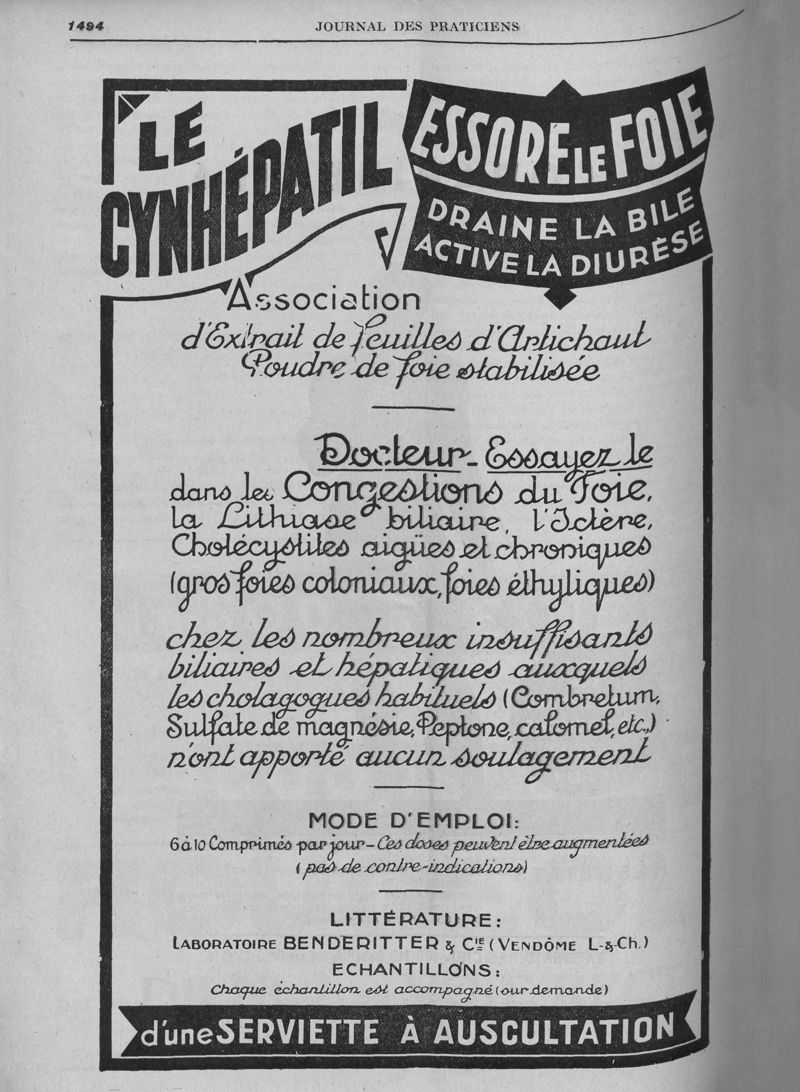 1494
JOURNAL DES PRATICIENS
LE
CYNHÉPATIL
ESSORE LE FOIE
DRAINE LA BILE
ACTIVE LA DIURÈSE
Association
d'Extrait de feuilles d'Artichaut
Poudre de foie stabilisée
Docteur - Essayez le
dans les Congestions du Foie,
la Lithiase biliaire, l'Ictère,
Cholécystites aigües et chroniques
(gros foies coloniaux, foies éthyliques)
chez les nombreux insuffisants
biliaires et hépatiques auxquels
les cholagogues habituels (Combretum,
Sulfate de magnésie, Peptone, calomel, etc.,)
n'ont apporté aucun soulagement
MODE D'EMPLOI:
6 à 10 Comprimés par jour - Ces doses peuvent être augmentées
(pas de contre-indications)
LITTÉRATURE:
LABORATOIRE BENDERITTER & CIE (VENDÔME L-&-Ch.)
ECHANTILLONS:
Chaque échantillon est accompagné (sur demande)
d'une SERVIETTE À AUSCULTATION